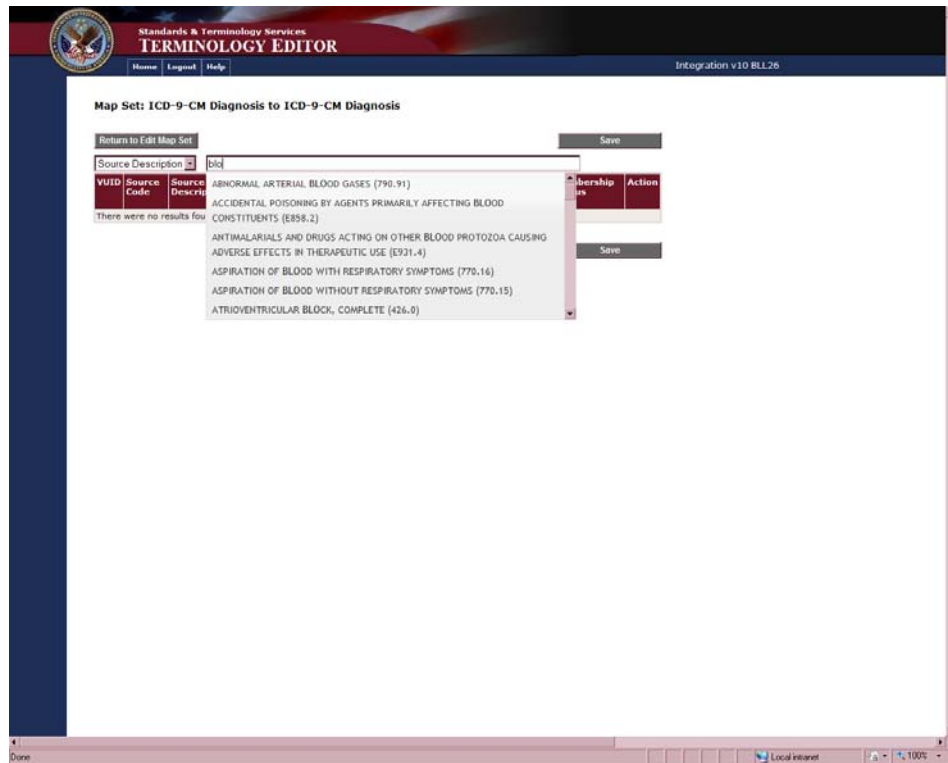 Standards & Terminology Services
TERMINOLOGY EDITOR
Home Logout Help
Integration v10 BLL26
Map Set: ICD-9-CM Diagnosis to ICD-9-CM Diagnosis
Return to Edit Map Set
Save
Source Description
blo
VUID Source Code Source Descrip bership us Action
There were no results fou
ABNORMAL ARTERIAL BLOOD GASES (790.91)
ACCIDENTAL POISONING BY AGENTS PRIMARILY AFFECTING BLOOD
CONSTITUENTS (E858.2)
ANTIMALARIALS AND DRUGS ACTING ON OTHER BLOOD PROTOZOA CAUSING
ADVERSE EFFECTS IN THERAPEUTIC USE (E931.4)
ASPIRATION OF BLOOD WITH RESPIRATORY SYMPTOMS (770.16)
ASPIRATION OF BLOOD WITHOUT RESPIRATORY SYMPTOMS (770.15)
ATRIOVENTRICULAR BLOCK, COMPLETE (426.0)
Save
Done
Local intranet
100%